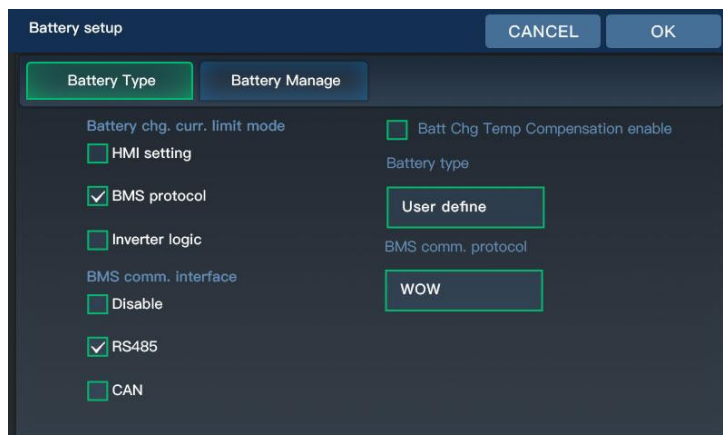 Battery setup
CANCEL
OK
Battery Type
Battery Manage
Battery chg. curr. limit mode
HMI setting
BMS protocol
Inverter logic
BMS comm. interface
Disable
RS485
CAN
Batt Chg Temp Compensation enable
Battery type
User define
BMS comm. protocol
WOW